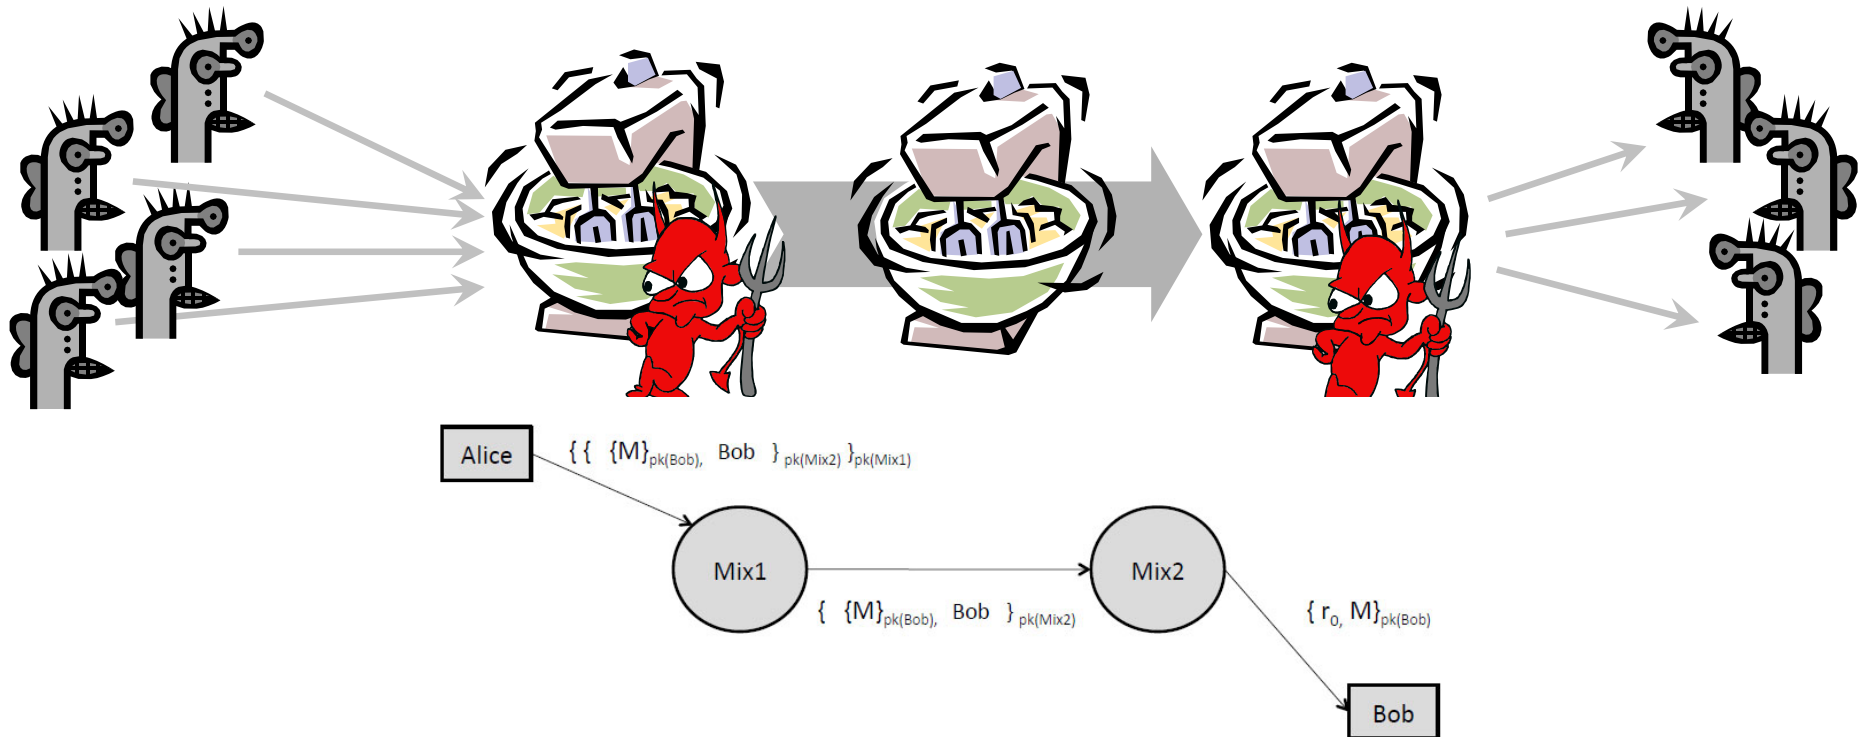 Alice
{ { {M}pk(Bob), Bob } pk(Mix2) }pk(Mix1)
Mix1
Mix2
{ {M}pk(Bob), Bob } pk(Mix2)
{ r0, M}pk(Bob)
Bob